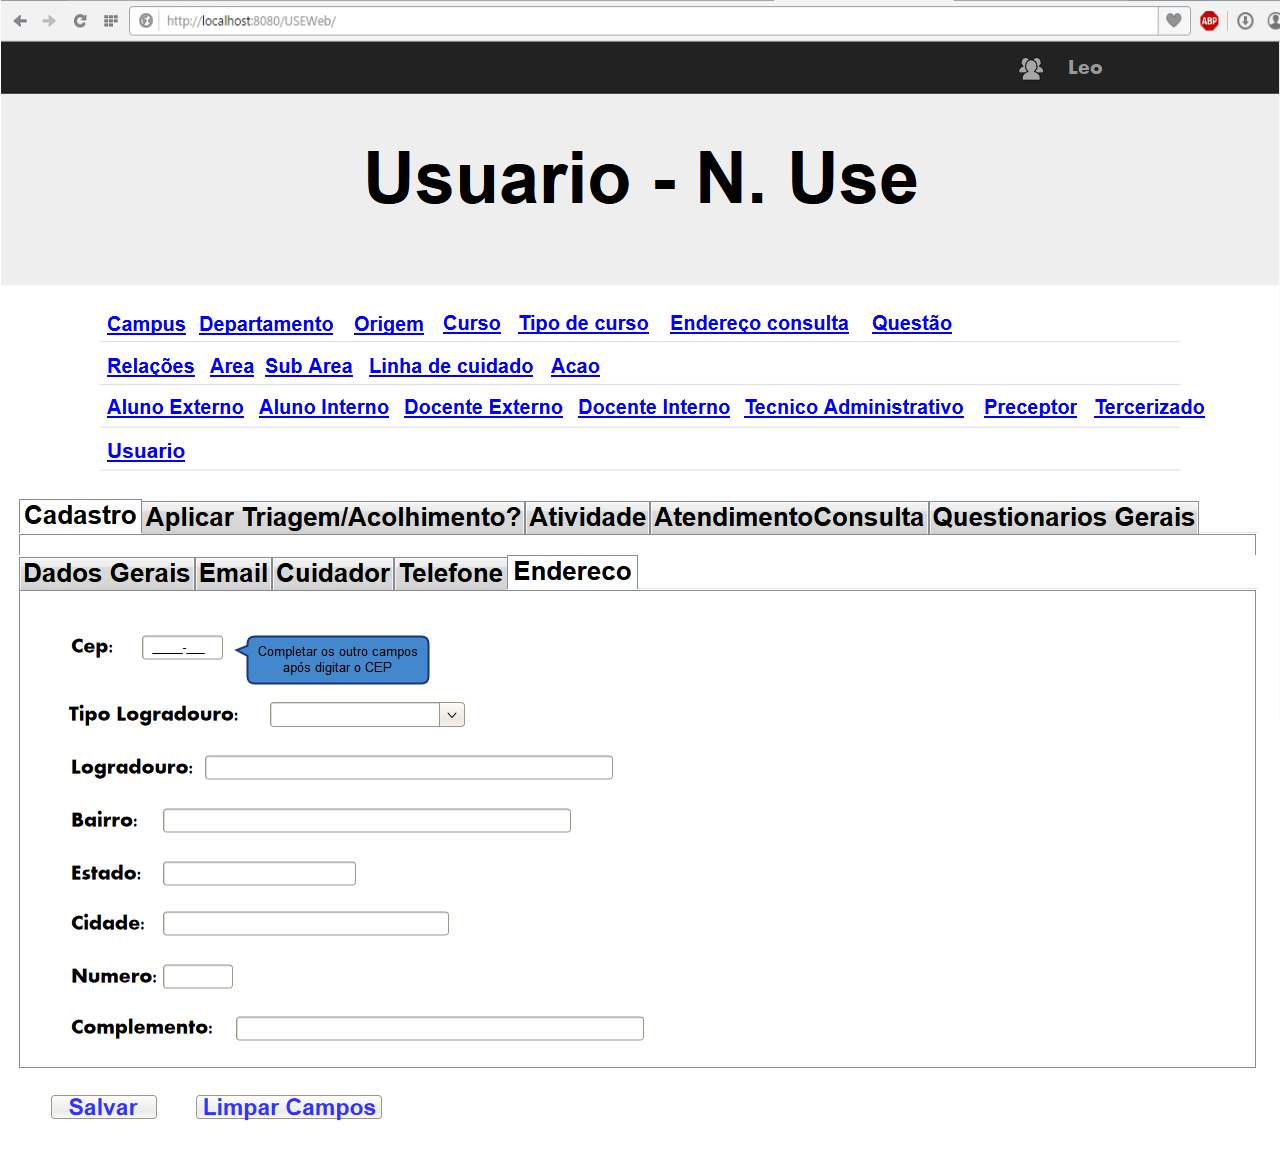 http://localhost:8080/USEWeb/
ABP
Leo
Usuario - N. Use
Campus Departamento Origem Curso Tipo de curso Endereço consulta Questão
Relações Area Sub Area Linha de cuidado Acao
Aluno Externo Aluno Interno Docente Externo Docente Interno Tecnico Administrativo Preceptor Tercerizado
Usuario
Cadastro Aplicar Triagem/Acolhimento? Atividade AtendimentoConsulta Questionarios Gerais
Dados Gerais Email Cuidador Telefone Endereco
Cep: ____-__
Completar os outro campos
após digitar o CEP
Tipo Logradouro:
Logradouro:
Bairro:
Estado:
Cidade:
Numero:
Complemento:
Salvar Limpar Campos